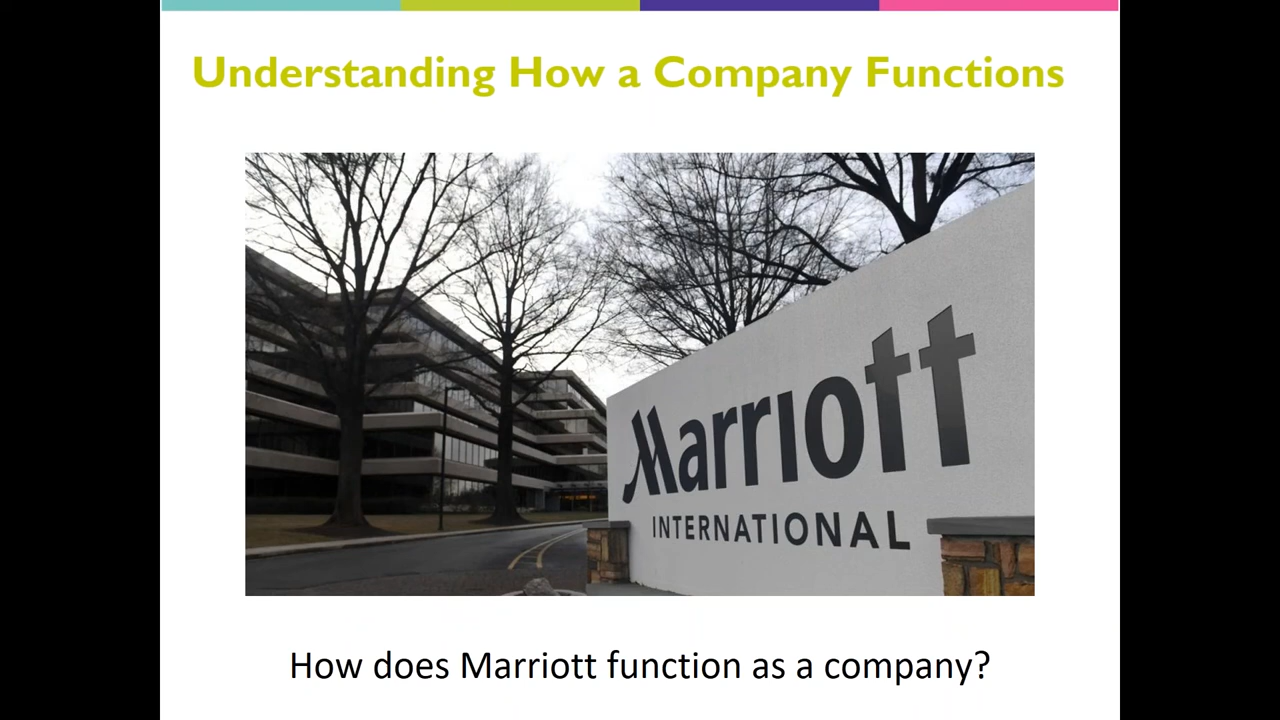 Understanding How a Company Functions
Marriott
INTERNATIONAL
How does Marriott function as a company?